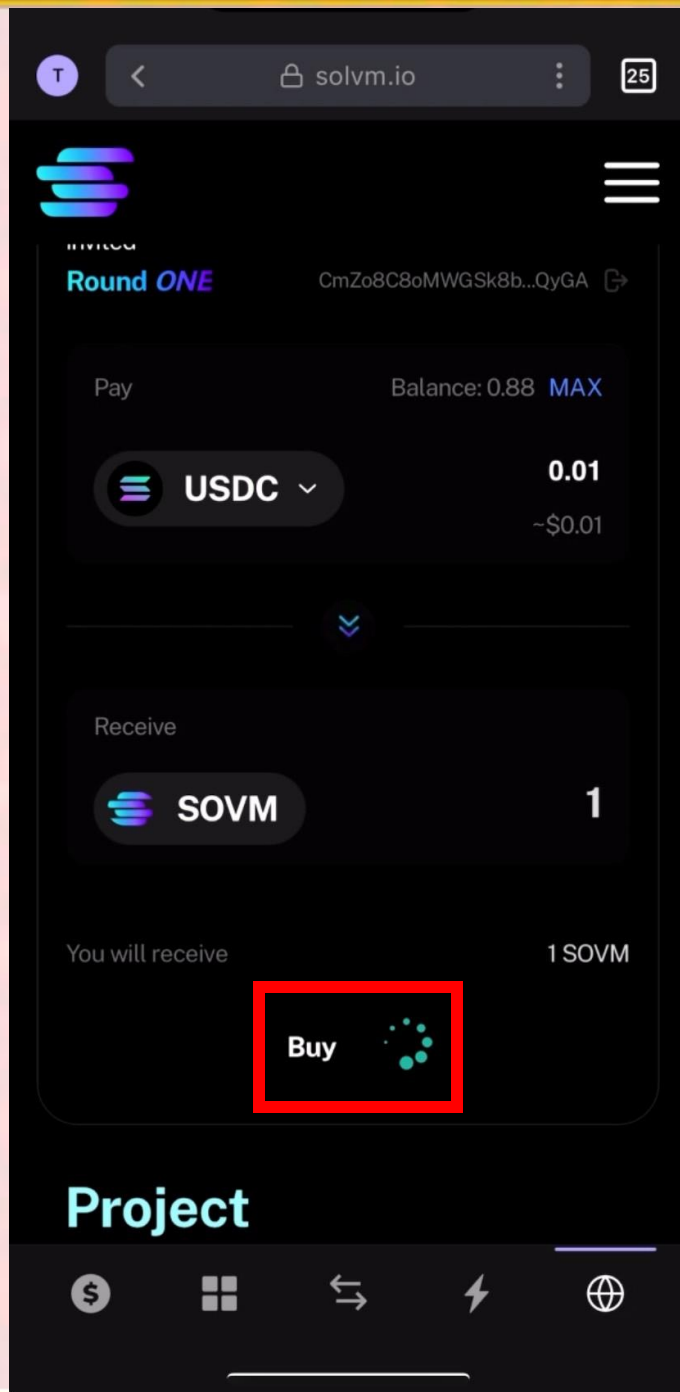 T
solvm.io
25
Round ONE
CmZo8C8oMWGSk8b...QyGA
Pay
Balance: 0.88 MAX
USDC
0.01
~$0.01
Receive
SOVM
1
You will receive
1 SOVM
Buy
Project
$